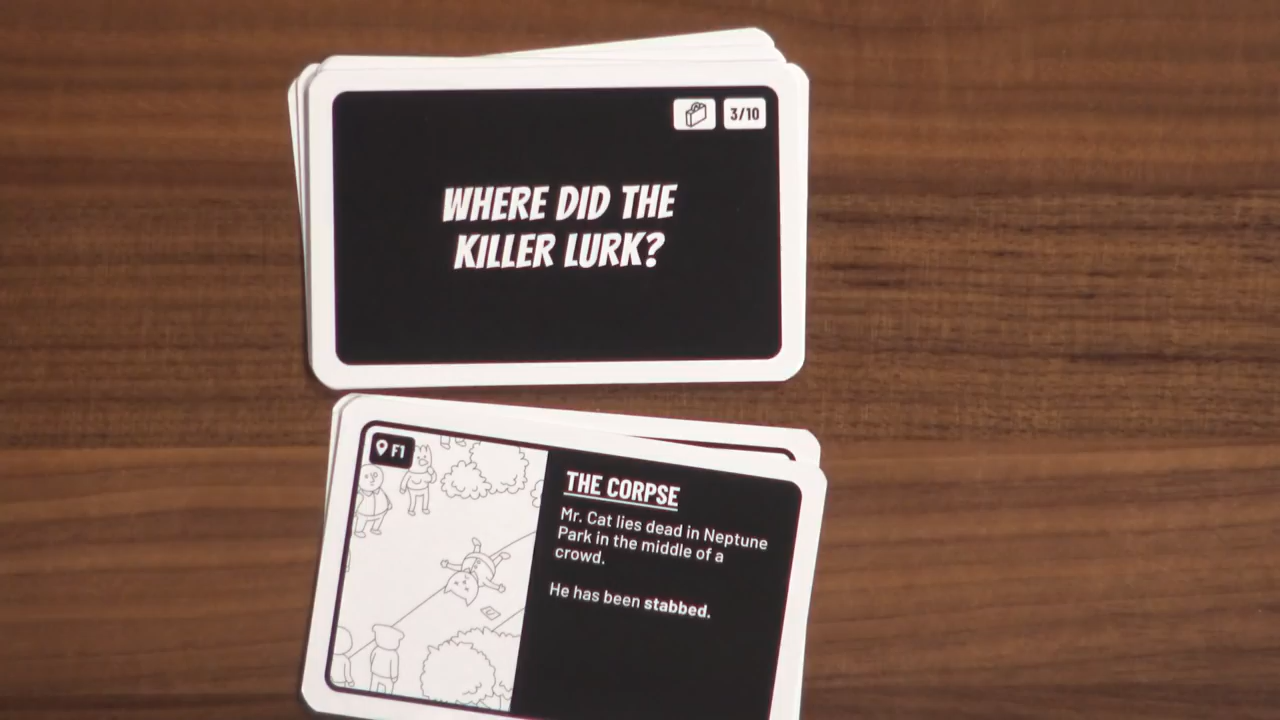 3/10
WHERE DID THE
KILLER LURK?
F1
THE CORPSE
Mr. Cat lies dead in Neptune
Park in the middle of a
crowd.
He has been stabbed.